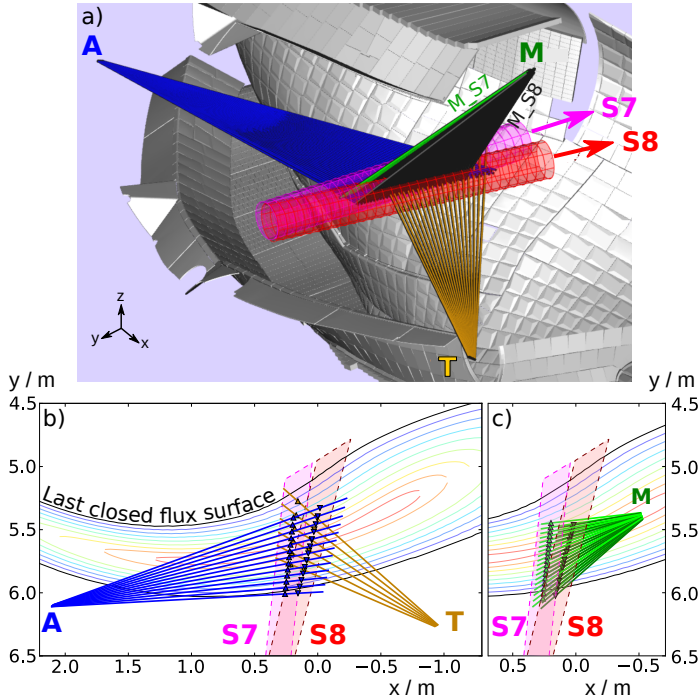 a)
A
M
M_S7
M_S8
S7
S8
z
y
x
T
y / m
y / m
b)
c)
4.5
5.0
5.5
6.0
6.5
Last closed flux surface
A
S7
S8
T
2.0
1.5
1.0
0.5
0.0
−0.5
−1.0
x / m
M
S7
S8
4.5
5.0
5.5
6.0
6.5
0.5
0.0
−0.5
x / m